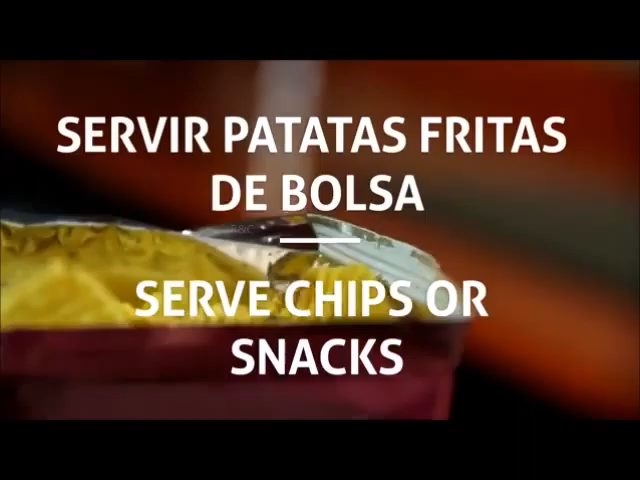 SERVIR PATATAS FRITAS
DE BOLSA
SERVE CHIPS OR
SNACKS